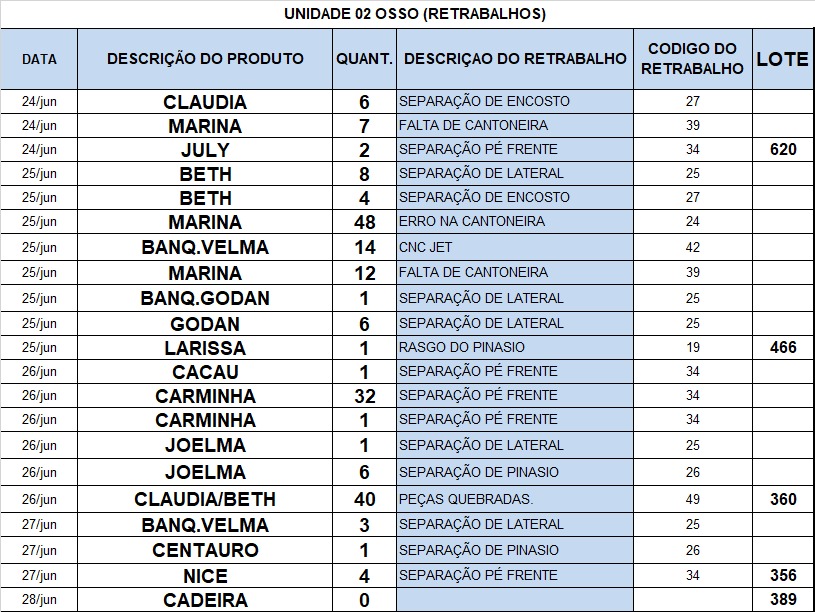 UNIDADE 02 OSSO (RETRABALHOS)
DATA DESCRIÇÃO DO PRODUTO QUANT. DESCRIÇAO DO RETRABALHO CODIGO DO RETRABALHO LOTE
24/jun CLAUDIA 6 SEPARAÇÃO DE ENCOSTO 27
24/jun MARINA 7 FALTA DE CANTONEIRA 39
24/jun JULY 2 SEPARAÇÃO PÉ FRENTE 34 620
25/jun BETH 8 SEPARAÇÃO DE LATERAL 25
25/jun BETH 4 SEPARAÇÃO DE ENCOSTO 27
25/jun MARINA 48 ERRO NA CANTONEIRA 24
25/jun BANQ.VELMA 14 CNC JET 42
25/jun MARINA 12 FALTA DE CANTONEIRA 39
25/jun BANQ.GODAN 1 SEPARAÇÃO DE LATERAL 25
25/jun GODAN 6 SEPARAÇÃO DE LATERAL 25
25/jun LARISSA 1 RASGO DO PINASIO 19 466
26/jun CACAU 1 SEPARAÇÃO PÉ FRENTE 34
26/jun CARMINHA 32 SEPARAÇÃO PÉ FRENTE 34
26/jun CARMINHA 1 SEPARAÇÃO PÉ FRENTE 34
26/jun JOELMA 1 SEPARAÇÃO DE LATERAL 25
26/jun JOELMA 6 SEPARAÇÃO DE PINASIO 26
26/jun CLAUDIA/BETH 40 PEÇAS QUEBRADAS. 49 360
27/jun BANQ.VELMA 3 SEPARAÇÃO DE LATERAL 25
27/jun CENTAURO 1 SEPARAÇÃO DE PINASIO 26
27/jun NICE 4 SEPARAÇÃO PÉ FRENTE 34 356
28/jun CADEIRA 0 389